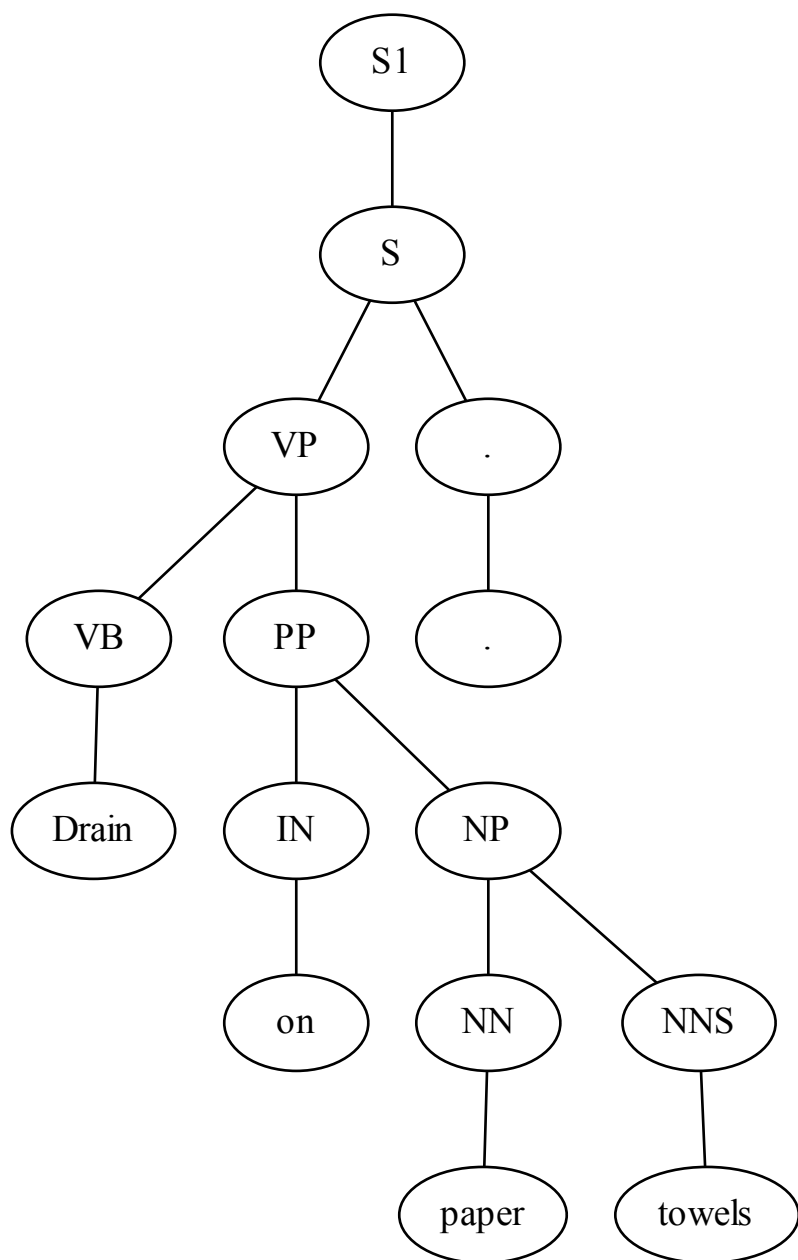 S1
S
VP .
VB PP .
Drain IN NP
on NN NNS
paper towels